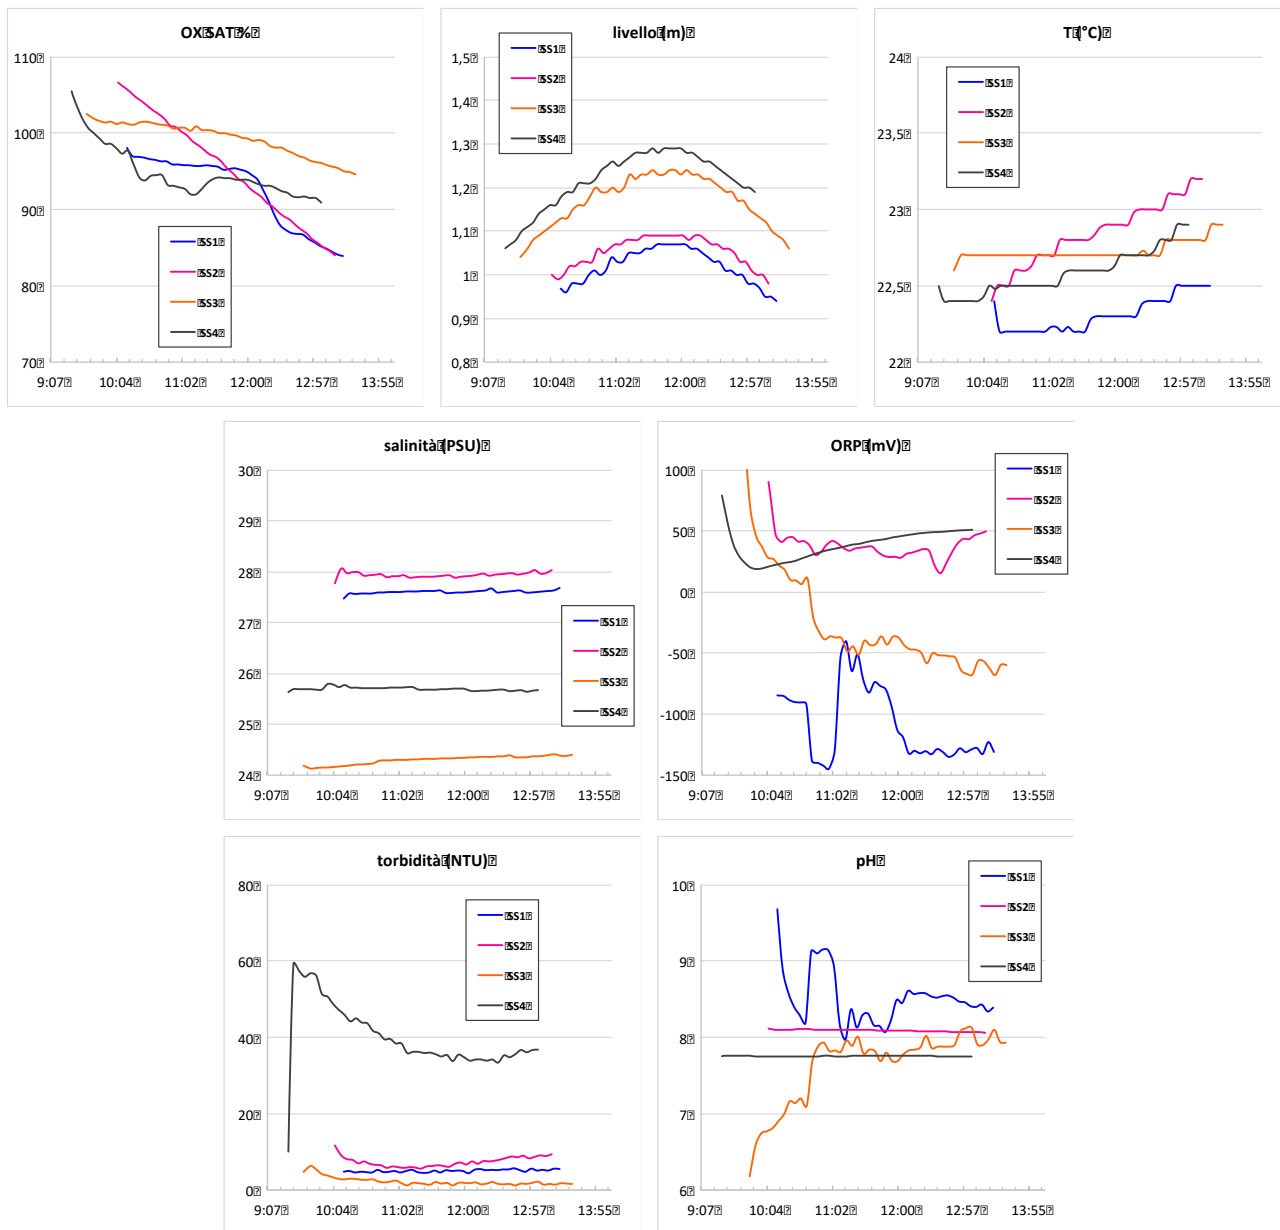 OX SAT %
110
100
90
80
70
9:07 10:04 11:02 12:00 12:57 13:55
SS1
SS2
SS3
SS4
livello (m)
1,5
1,4
1,3
1,2
1,1
1
0,9
0,8
9:07 10:04 11:02 12:00 12:57 13:55
SS1
SS2
SS3
SS4
T (°C)
24
23,5
23
22,5
22
9:07 10:04 11:02 12:00 12:57 13:55
SS1
SS2
SS3
SS4
salinità (PSU)
30
29
28
27
26
25
24
9:07 10:04 11:02 12:00 12:57 13:55
SS1
SS2
SS3
SS4
ORP (mV)
100
50
0
-50
-100
-150
9:07 10:04 11:02 12:00 12:57 13:55
SS1
SS2
SS3
SS4
torbidità (NTU)
80
60
40
20
0
9:07 10:04 11:02 12:00 12:57 13:55
SS1
SS2
SS3
SS4
pH
10
9
8
7
6
9:07 10:04 11:02 12:00 12:57 13:55
SS1
SS2
SS3
SS4